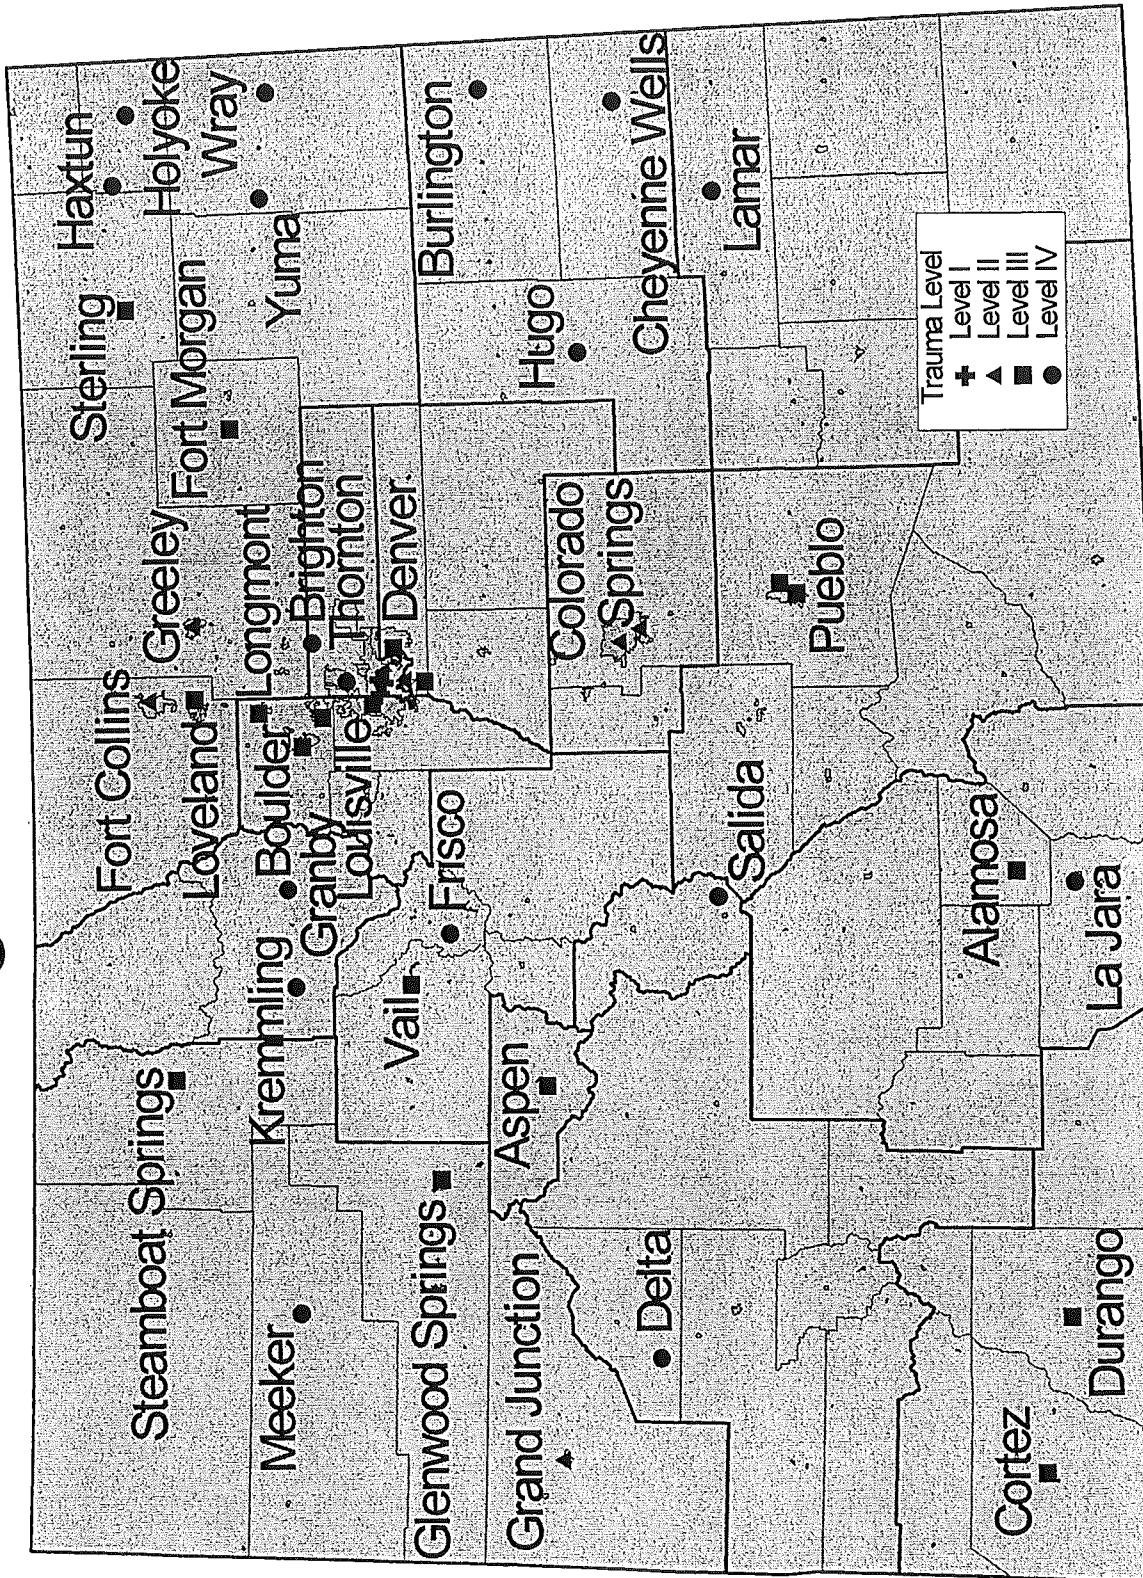 Steamboat Springs
Fort Collins
Sterling
Haxtun
Greeley
Fort Morgan
Holyoke
Loveland
Wray
Meeker
Kremmling
Boulder
Longmont
Yuma
Granby
Brighton
Louisville
Thornton
Glenwood Springs
Vail
Frisco
Denver
Burlington
Grand Junction
Aspen
Colorado
Springs
Hugo
Delta
Cheyenne Wells
Salida
Pueblo
Lamar
Alamosa
Cortez
Durango
La Jara
Trauma Level
Level I
Level II
Level III
Level IV